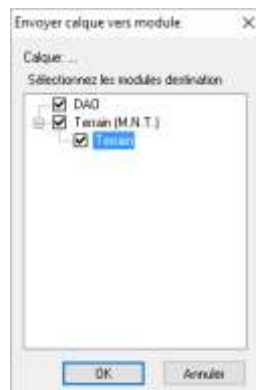 Envoyer calque vers module
Calque: ...
Sélectionnez les modules destination
DAO
Terrain (M.N.T.)
Terrain
OK
Annuler